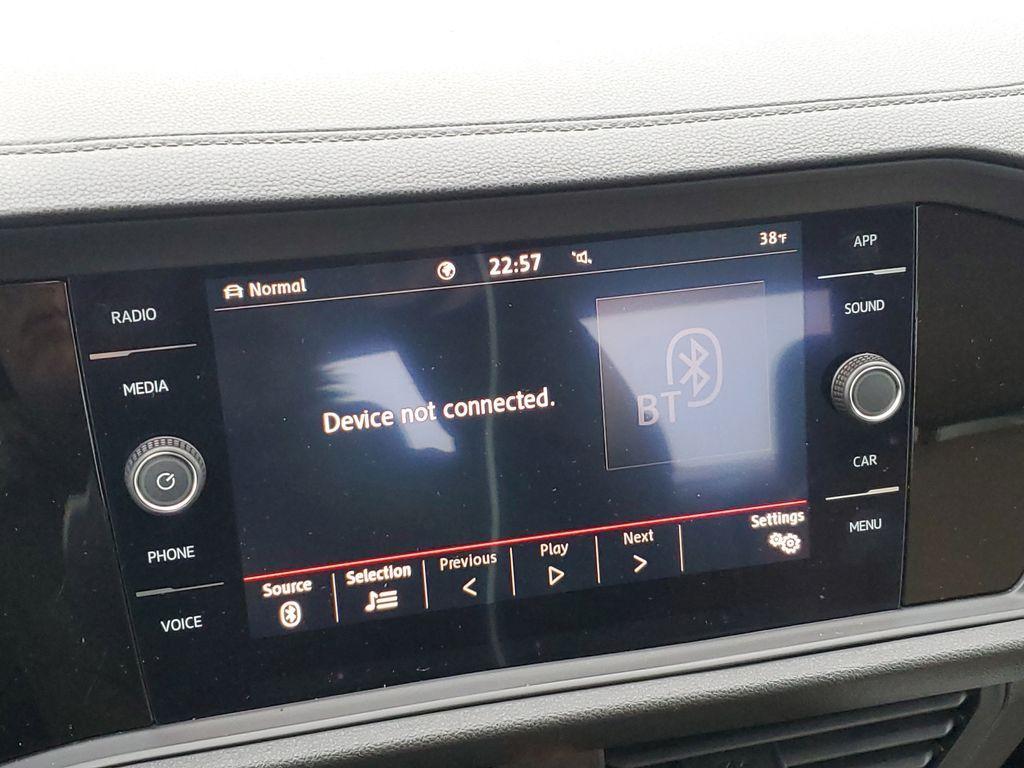 Normal
22:57
38°F
RADIO
MEDIA
PHONE
VOICE
Device not connected.
BT
APP
SOUND
CAR
MENU
Source
Selection
Previous
Play
Next
Settings